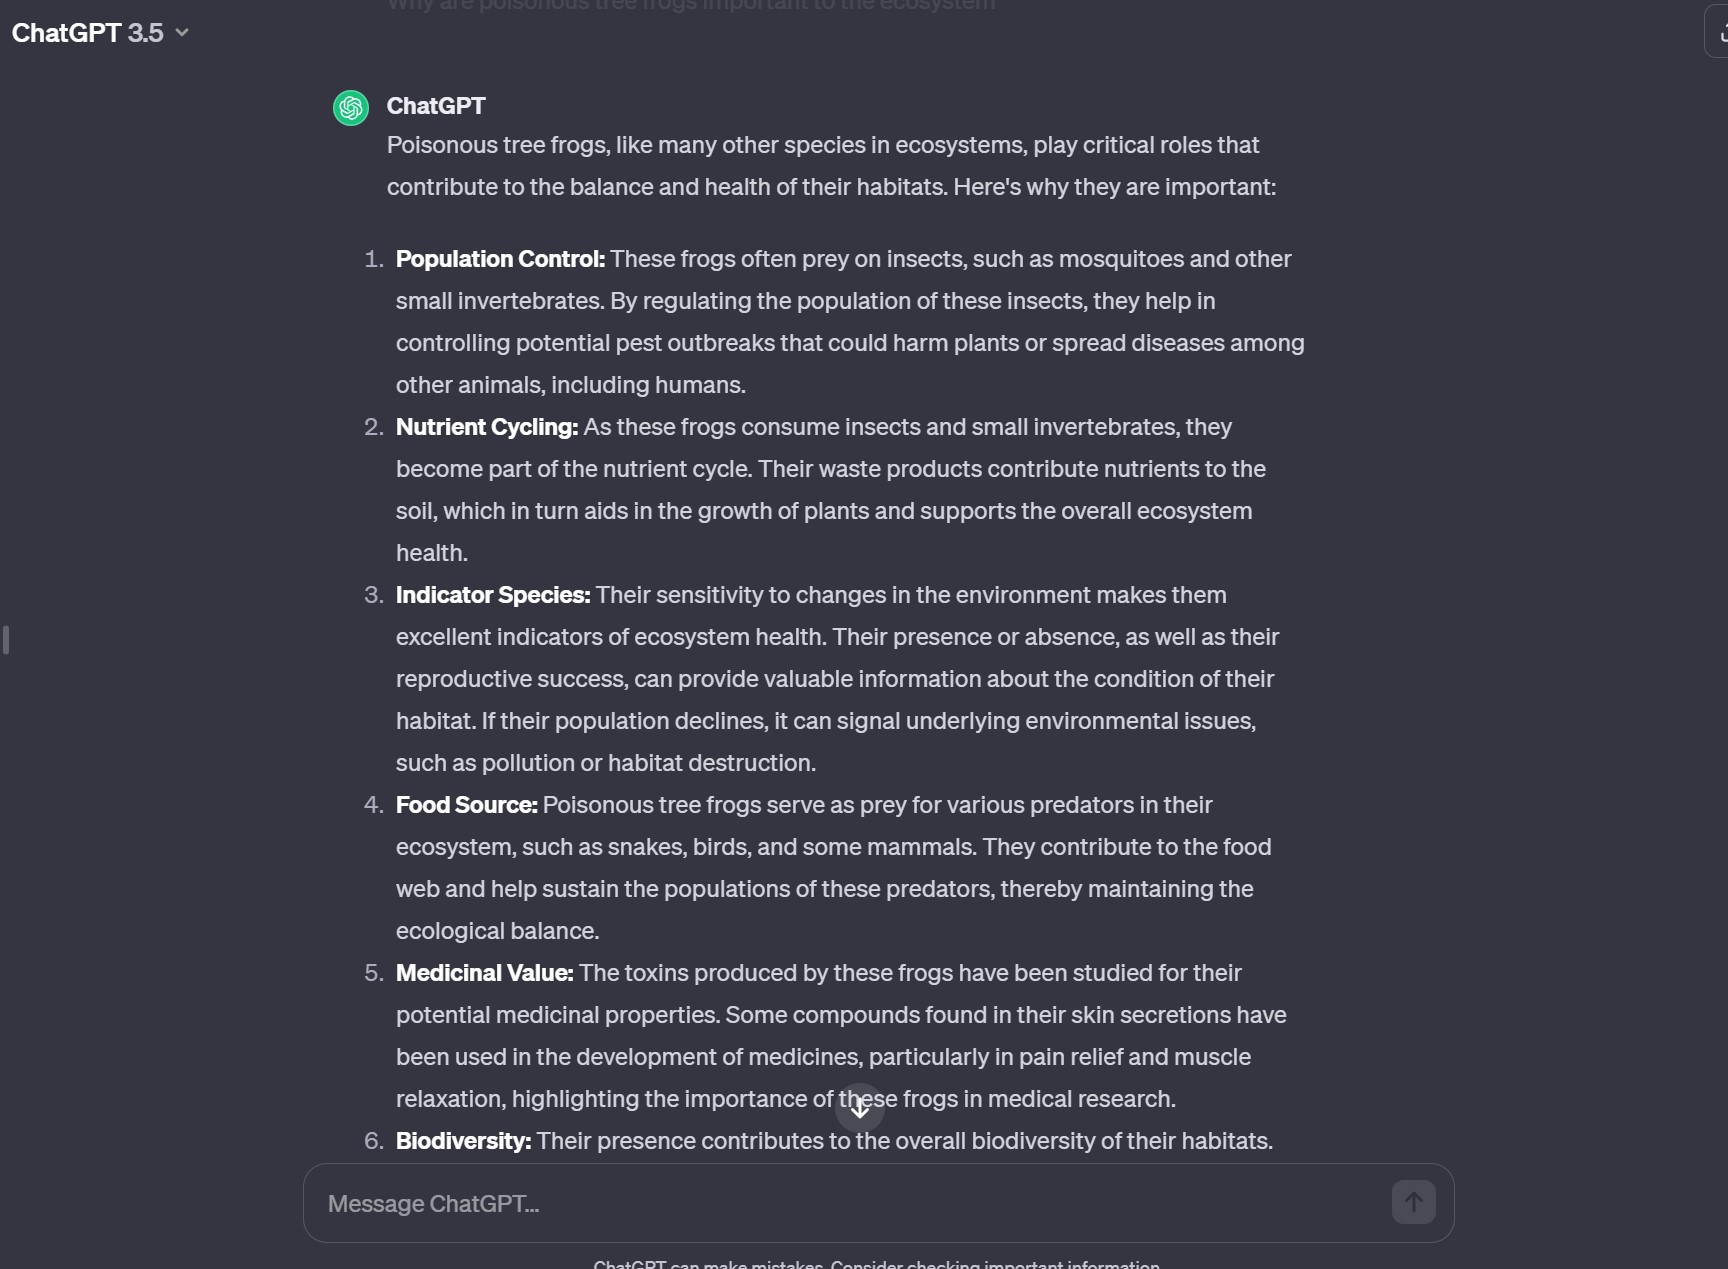 Why are poisonous tree frogs important to the ecosystem
ChatGPT 3.5
ChatGPT
Poisonous tree frogs, like many other species in ecosystems, play critical roles that
contribute to the balance and health of their habitats. Here's why they are important:
1. Population Control: These frogs often prey on insects, such as mosquitoes and other
small invertebrates. By regulating the population of these insects, they help in
controlling potential pest outbreaks that could harm plants or spread diseases among
other animals, including humans.
2. Nutrient Cycling: As these frogs consume insects and small invertebrates, they
become part of the nutrient cycle. Their waste products contribute nutrients to the
soil, which in turn aids in the growth of plants and supports the overall ecosystem
health.
3. Indicator Species: Their sensitivity to changes in the environment makes them
excellent indicators of ecosystem health. Their presence or absence, as well as their
reproductive success, can provide valuable information about the condition of their
habitat. If their population declines, it can signal underlying environmental issues,
such as pollution or habitat destruction.
4. Food Source: Poisonous tree frogs serve as prey for various predators in their
ecosystem, such as snakes, birds, and some mammals. They contribute to the food
web and help sustain the populations of these predators, thereby maintaining the
ecological balance.
5. Medicinal Value: The toxins produced by these frogs have been studied for their
potential medicinal properties. Some compounds found in their skin secretions have
been used in the development of medicines, particularly in pain relief and muscle
relaxation, highlighting the importance of these frogs in medical research.
6. Biodiversity: Their presence contributes to the overall biodiversity of their habitats.
Message ChatGPT...
ChatGPT can make mistakes. Consider checking important information.